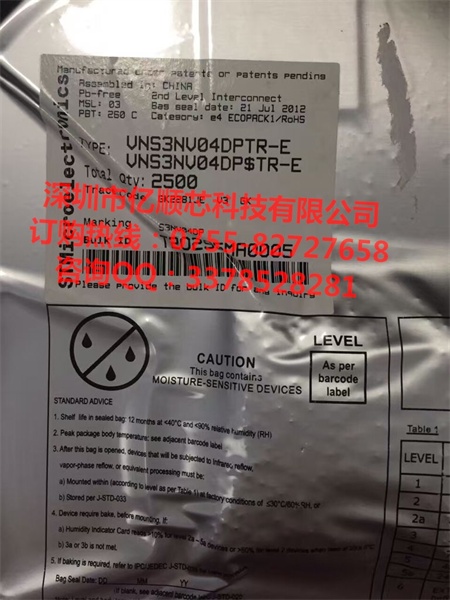 Manufactured under patents or patents pending
Assembled in: CHINA
Pb-free 2nd Level Interconnect
MSL: 03 Bag seal date: 21 Jul 2012
PBT: 260 C Category: e4 ECOPACK1/RoHS
TYPE: VNS3NV04DPTR-E
VNS3NV04DP$TR-E
Total Qty: 2500
Marking S3NV04DP
Bulk ID
STMicroelectronics
Please provide the bulk ID for any inquiry
深圳市亿顺芯科技有限公司
订购热线:0755-82727658
咨询QQ: 3378528281
CAUTION
This bag contains
MOISTURE-SENSITIVE DEVICES
LEVEL
As per
barcode
label
STANDARD ADVICE
1. Shelf life in sealed bag: 12 months at <40°C and <90% relative humidity (RH)
2. Peak package body temperature: see adjacent barcode label.
3. After this bag is opened, devices that will be subjected to infrared reflow,
vapor-phase reflow, or equivalent processing must be:
a) Mounted within (according to level as per Table 1) at factory conditions of ≤30°C/60% RH, or
b) Stored per J-STD-033
4. Device require bake, before mounting, if:
a) Humidity Indicator Card reads
b) 3a or 3b is not met.
5. If baking is required, refer to IPC/JEDEC J-STD-033
Bag Seal Date: DD MM YY
Table 1
LEVEL
1
2
2a
3